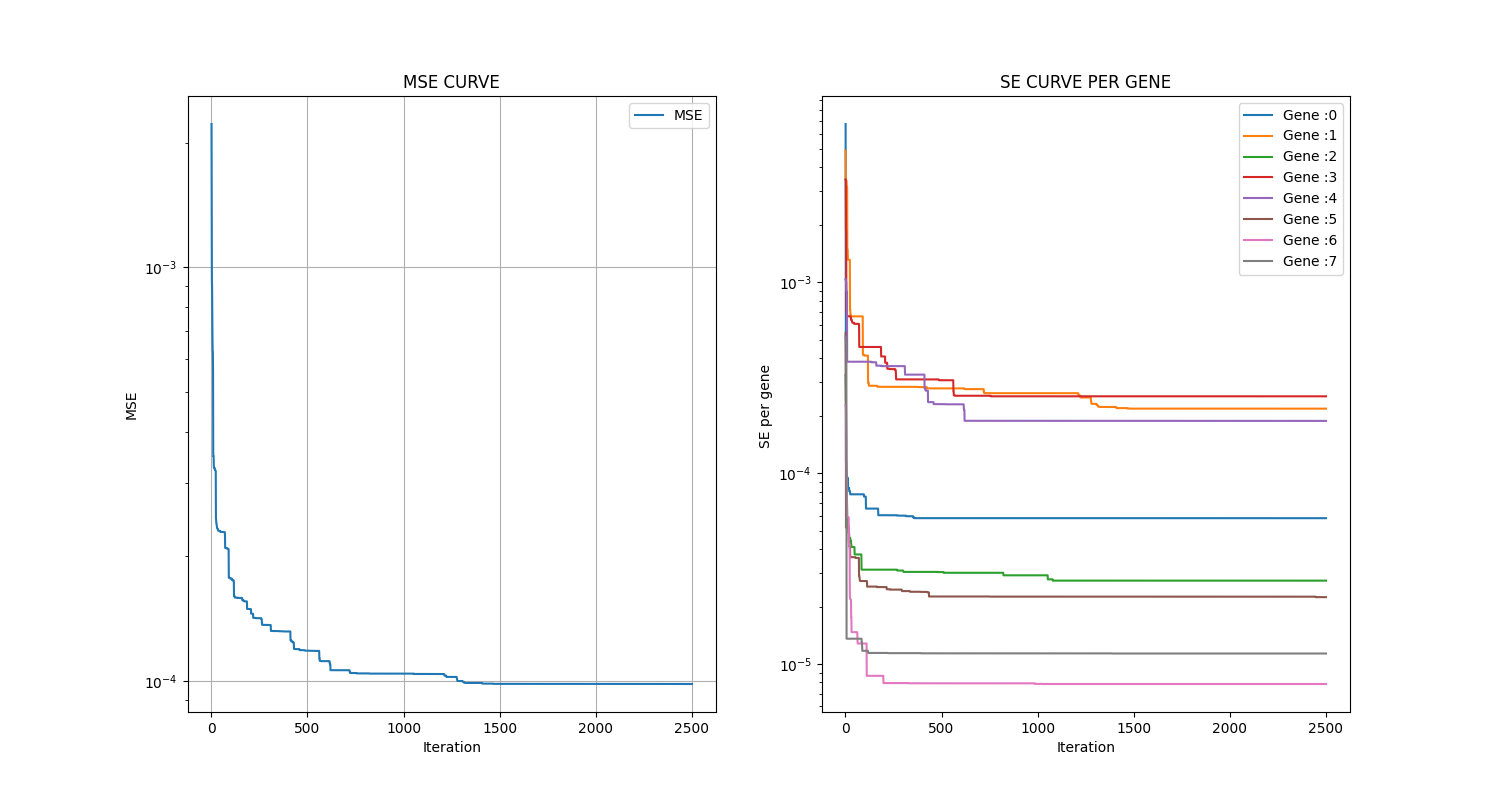 MSE CURVE
MSE
10⁻³
10⁻⁴
MSE
0 500 1000 1500 2000 2500
Iteration
SE CURVE PER GENE
Gene :0
Gene :1
Gene :2
Gene :3
Gene :4
Gene :5
Gene :6
Gene :7
10⁻³
10⁻⁴
10⁻⁵
SE per gene
0 500 1000 1500 2000 2500
Iteration